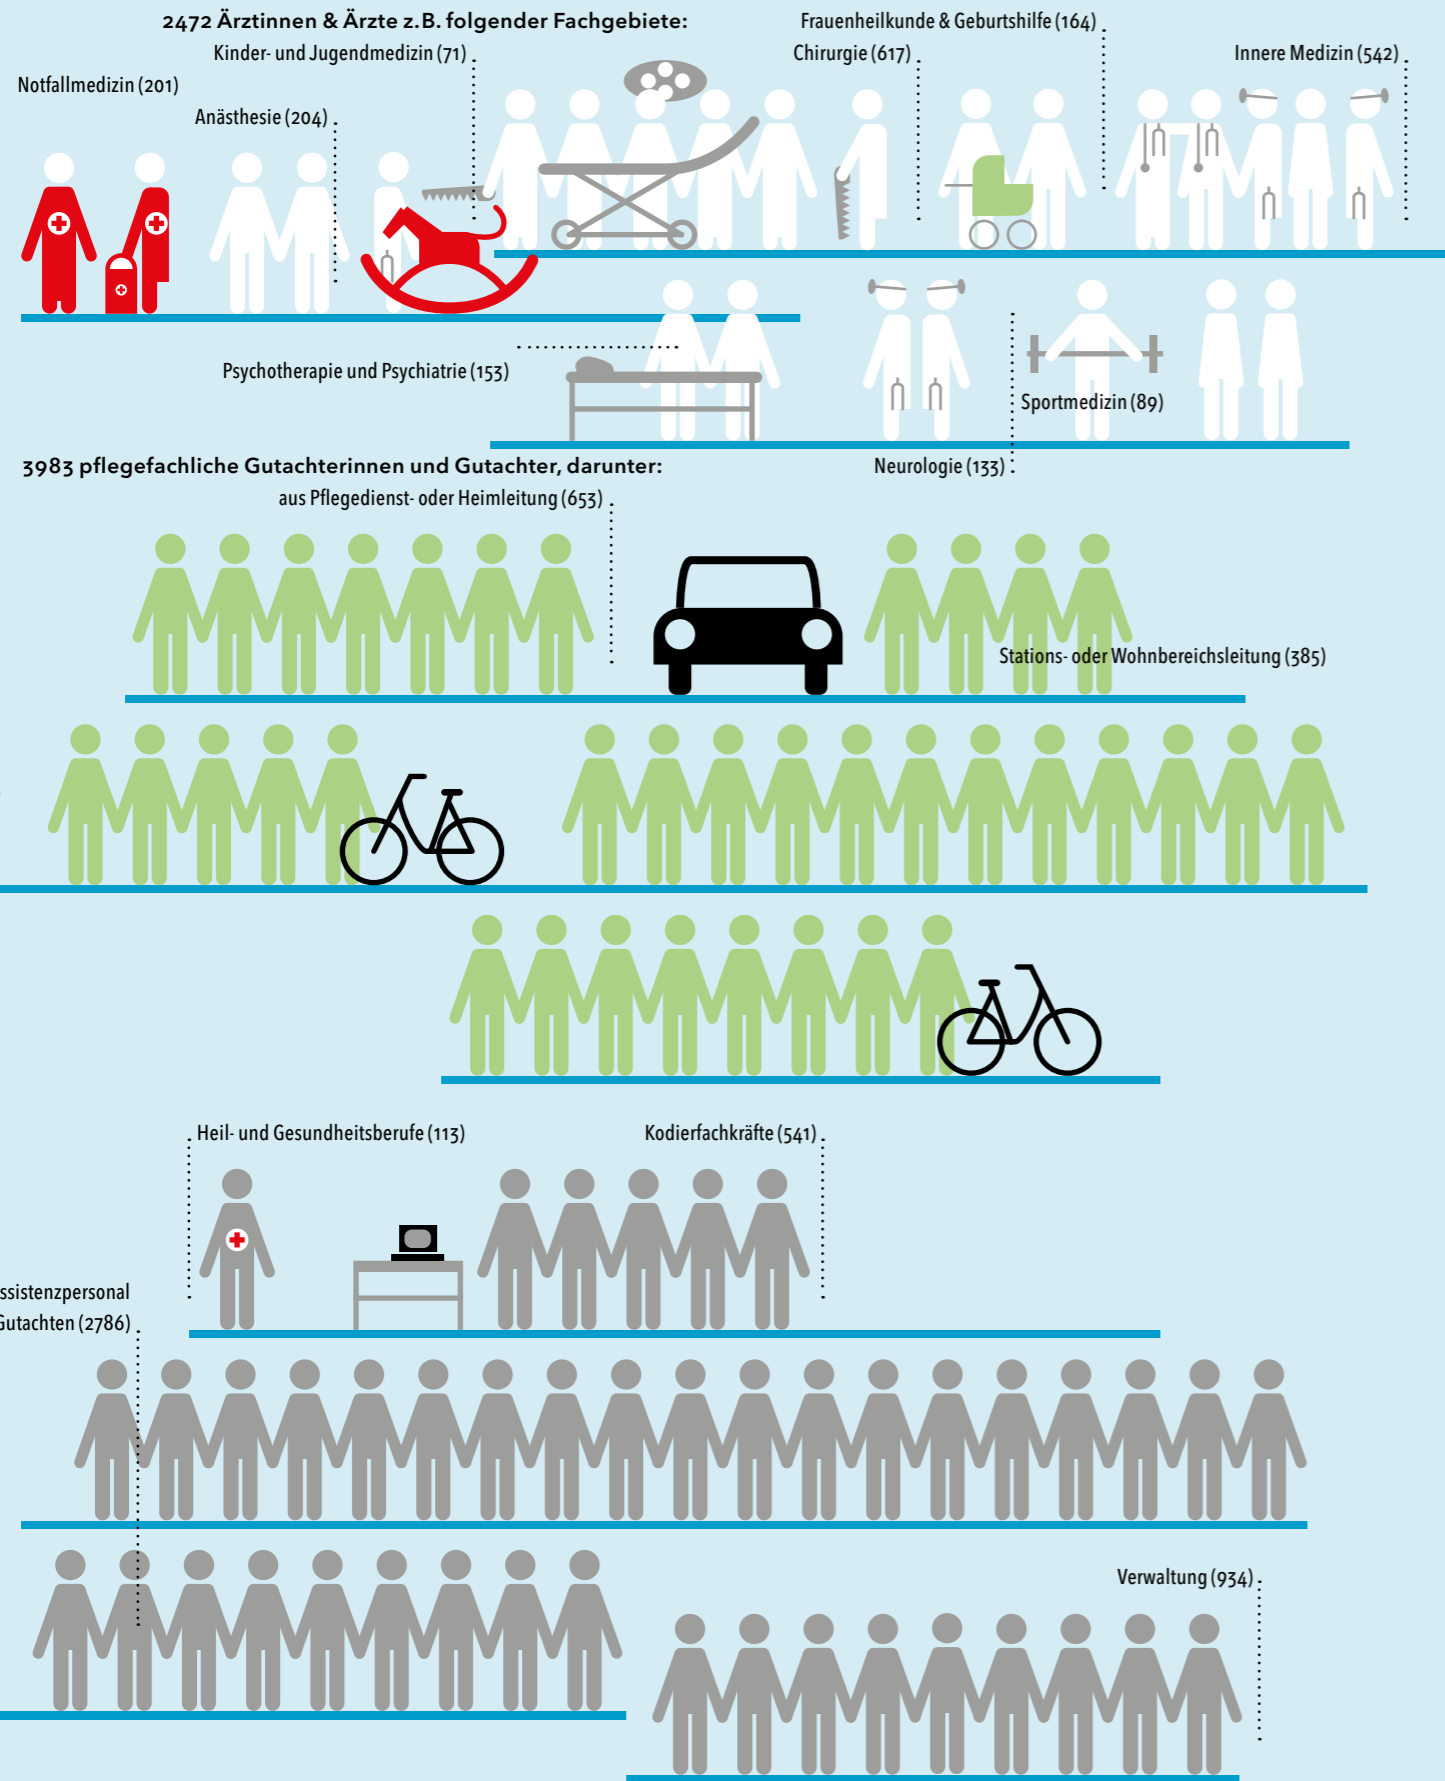 2472 Ärztinnen & Ärzte z.B. folgender Fachgebiete:
Frauenheilkunde & Geburtshilfe (164)
Kinder- und Jugendmedizin (71)
Chirurgie (617)
Innere Medizin (542)
Notfallmedizin (201)
Anästhesie (204)
Psychotherapie und Psychiatrie (153)
Sportmedizin (89)
Neurologie (133)
3983 pflegefachliche Gutachterinnen und Gutachter, darunter:
aus Pflegedienst- oder Heimleitung (653)
Stations- oder Wohnbereichsleitung (385)
Heil- und Gesundheitsberufe (113)
Kodierfachkräfte (541)
ssistenzpersonal
Gutachten (2786)
Verwaltung (934)